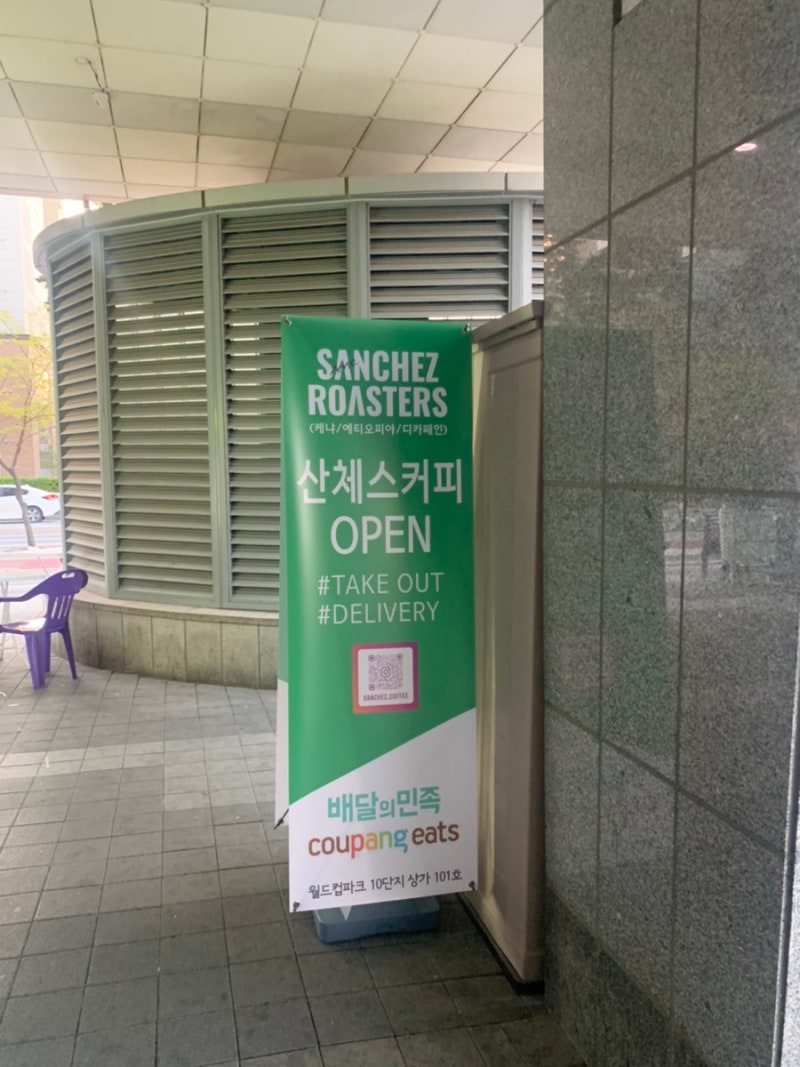 SANCHEZ
ROASTERS
(케냐/에티오피아/디카페인)
산체스커피
OPEN
#TAKE OUT
#DELIVERY
SANCHEZ_COFFEE
배달의민족
coupang eats
월드컵파크 10단지 상가 101호